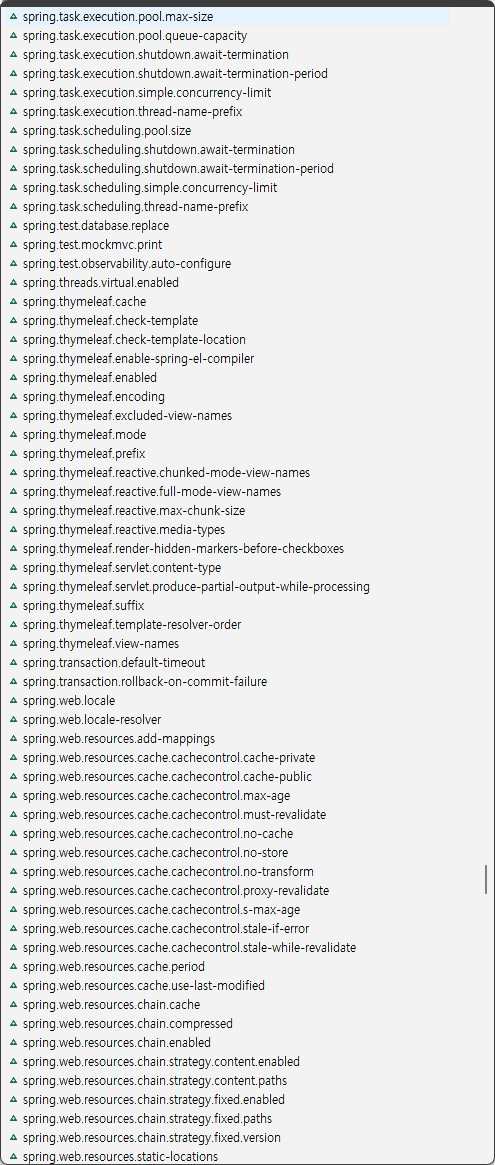 spring.task.execution.pool.max-size
spring.task.execution.pool.queue-capacity
spring.task.execution.shutdown.await-termination
spring.task.execution.shutdown.await-termination-period
spring.task.execution.simple.concurrency-limit
spring.task.execution.thread-name-prefix
spring.task.scheduling.pool.size
spring.task.scheduling.shutdown.await-termination
spring.task.scheduling.shutdown.await-termination-period
spring.task.scheduling.simple.concurrency-limit
spring.task.scheduling.thread-name-prefix
spring.test.database.replace
spring.test.mockmvc.print
spring.test.observability.auto-configure
spring.threads.virtual.enabled
spring.thymeleaf.cache
spring.thymeleaf.check-template
spring.thymeleaf.check-template-location
spring.thymeleaf.enable-spring-el-compiler
spring.thymeleaf.enabled
spring.thymeleaf.encoding
spring.thymeleaf.excluded-view-names
spring.thymeleaf.mode
spring.thymeleaf.prefix
spring.thymeleaf.reactive.chunked-mode-view-names
spring.thymeleaf.reactive.full-mode-view-names
spring.thymeleaf.reactive.max-chunk-size
spring.thymeleaf.reactive.media-types
spring.thymeleaf.render-hidden-markers-before-checkboxes
spring.thymeleaf.servlet.content-type
spring.thymeleaf.servlet.produce-partial-output-while-processing
spring.thymeleaf.suffix
spring.thymeleaf.template-resolver-order
spring.thymeleaf.view-names
spring.transaction.default-timeout
spring.transaction.rollback-on-commit-failure
spring.web.locale
spring.web.locale-resolver
spring.web.resources.add-mappings
spring.web.resources.cache.cachecontrol.cache-private
spring.web.resources.cache.cachecontrol.cache-public
spring.web.resources.cache.cachecontrol.max-age
spring.web.resources.cache.cachecontrol.must-revalidate
spring.web.resources.cache.cachecontrol.no-cache
spring.web.resources.cache.cachecontrol.no-store
spring.web.resources.cache.cachecontrol.no-transform
spring.web.resources.cache.cachecontrol.proxy-revalidate
spring.web.resources.cache.cachecontrol.s-max-age
spring.web.resources.cache.cachecontrol.stale-if-error
spring.web.resources.cache.cachecontrol.stale-while-revalidate
spring.web.resources.cache.period
spring.web.resources.cache.use-last-modified
spring.web.resources.chain.cache
spring.web.resources.chain.compressed
spring.web.resources.chain.enabled
spring.web.resources.chain.strategy.content.enabled
spring.web.resources.chain.strategy.content.paths
spring.web.resources.chain.strategy.fixed.enabled
spring.web.resources.chain.strategy.fixed.paths
spring.web.resources.chain.strategy.fixed.version
spring.web.resources.static-locations